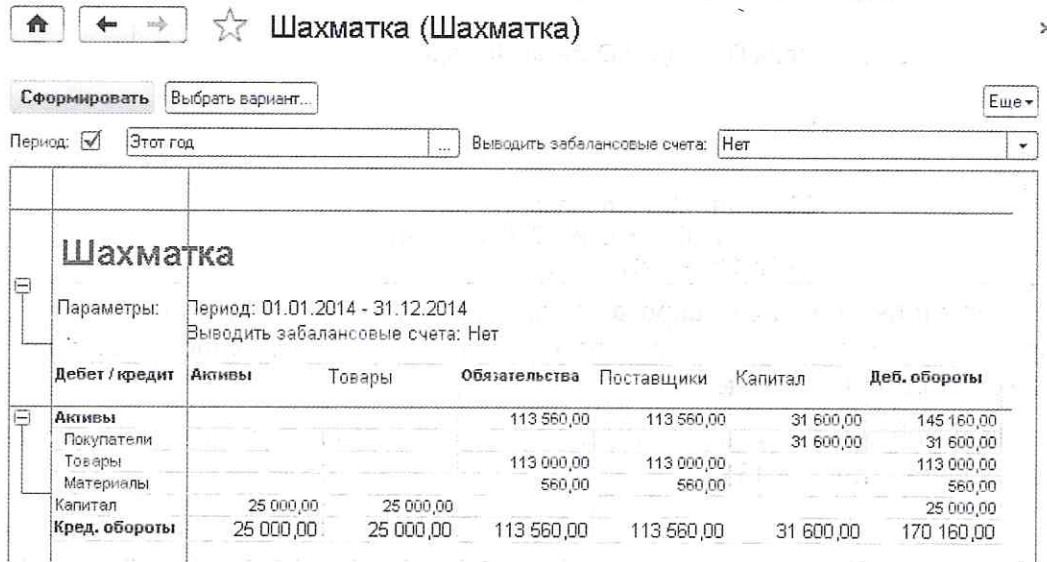 Шахматка (Шахматка)
Сформировать Выбрать вариант... Еще
Период: Этот год ... Выводить забалансовые счета: Нет
Шахматка
Параметры: Период: 01.01.2014 - 31.12.2014
Выводить забалансовые счета: Нет
Дебет / кредит Активы Товары Обязательства Поставщики Капитал Деб. обороты
Активы 113 560,00 113 560,00 31 600,00 145 160,00
Покупатели 31 600,00 31 600,00
Товары 113 000,00 113 000,00 113 000,00
Материалы 560,00 560,00 560,00
Капитал 25 000,00 25 000,00 25 000,00
Кред. обороты 25 000,00 25 000,00 113 560,00 113 560,00 31 600,00 170 160,00